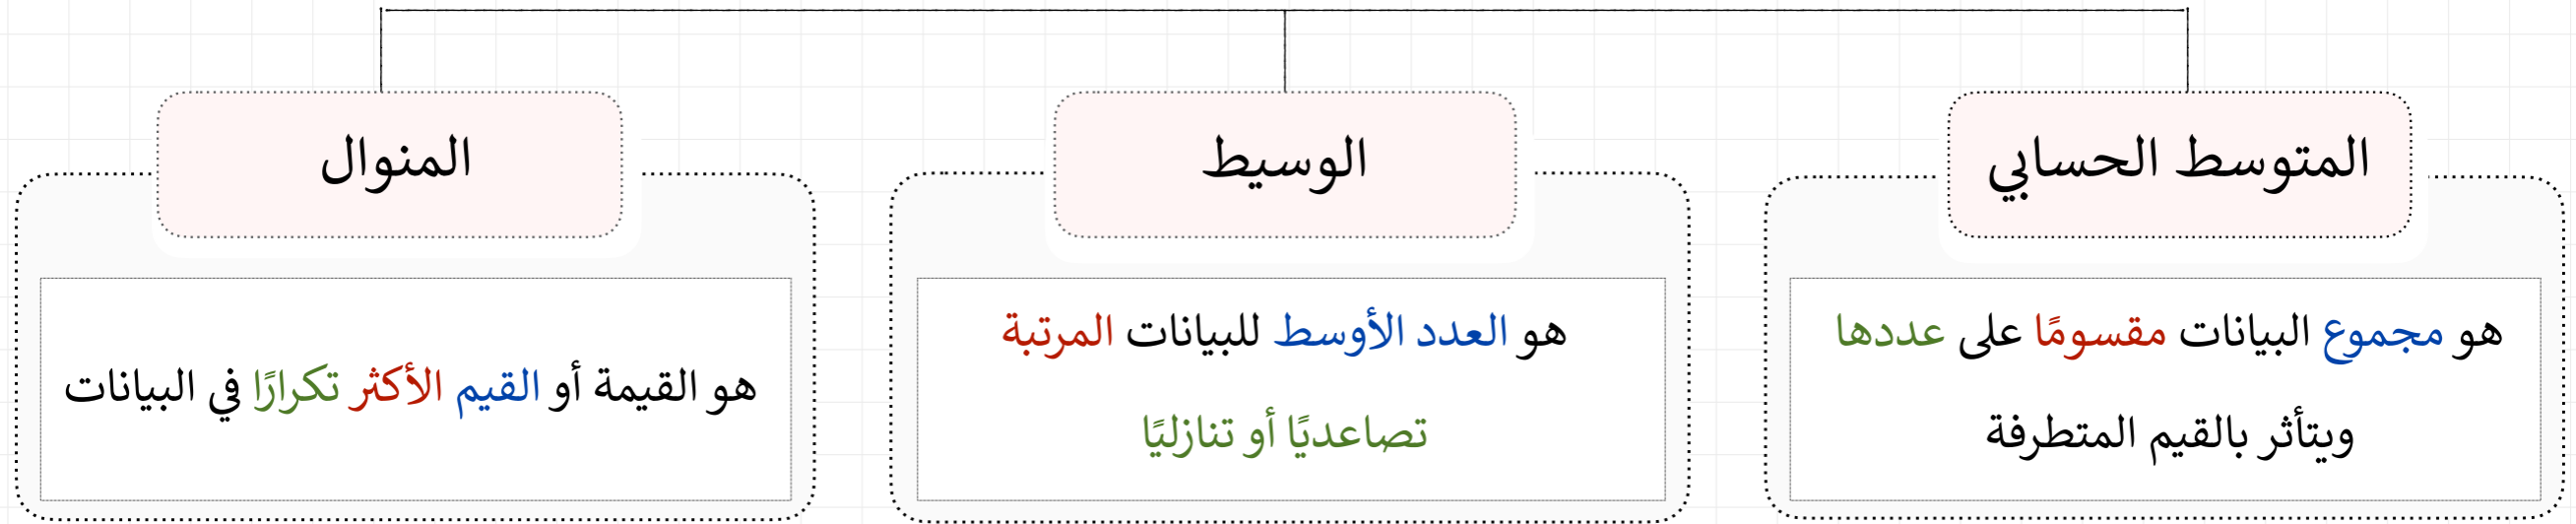 المتوسط الحسابي
هو مجموع البيانات مقسومًا على عددها
ويتأثر بالقيم المتطرفة
الوسيط
هو العدد الأوسط للبيانات المرتبة
تصاعديًا أو تنازليًا
المنوال
هو القيمة أو القيم الأكثر تكرارًا في البيانات